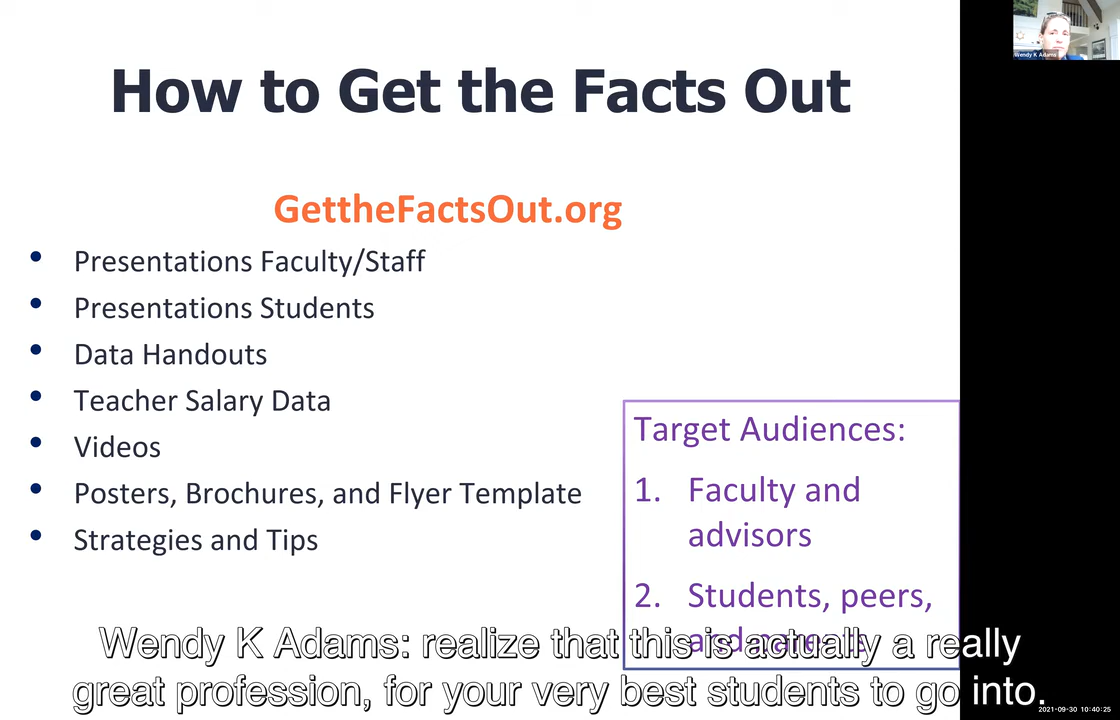 How to Get the Facts Out
Wendy K Adams
GettheFactsOut.org
• Presentations Faculty/Staff
• Presentations Students
• Data Handouts
• Teacher Salary Data
• Videos
• Posters, Brochures, and Flyer Template
• Strategies and Tips
Target Audiences:
1. Faculty and
advisors
2. Students, peers,
and
Wendy K Adams: realize that this is actually a really
great profession, for your very best students to go into.
2021-09-30 10:40:25